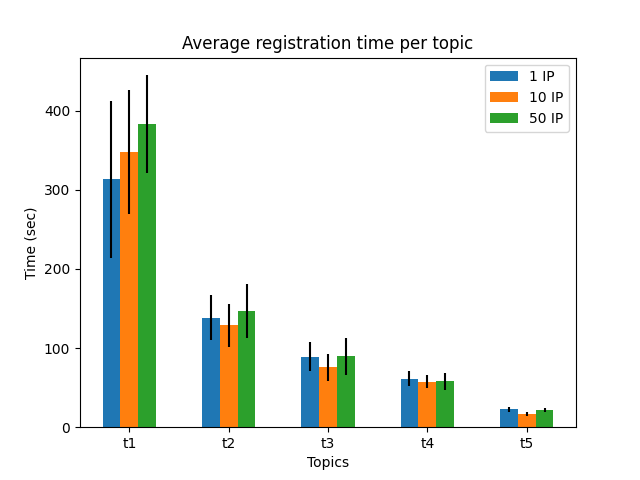 Average registration time per topic
1 IP
10 IP
50 IP
400
300
200
100
0
Time (sec)
t1 t2 t3 t4 t5
Topics